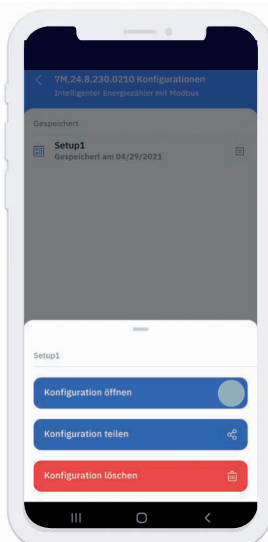 7M.24.8.230.0210 Konfigurationen
Intelligenter Energiezähler mit Modbus
Gespeichert
Setup1
Gespeichert am 04/29/2021
Setup1
Konfiguration öffnen
Konfiguration teilen
Konfiguration löschen